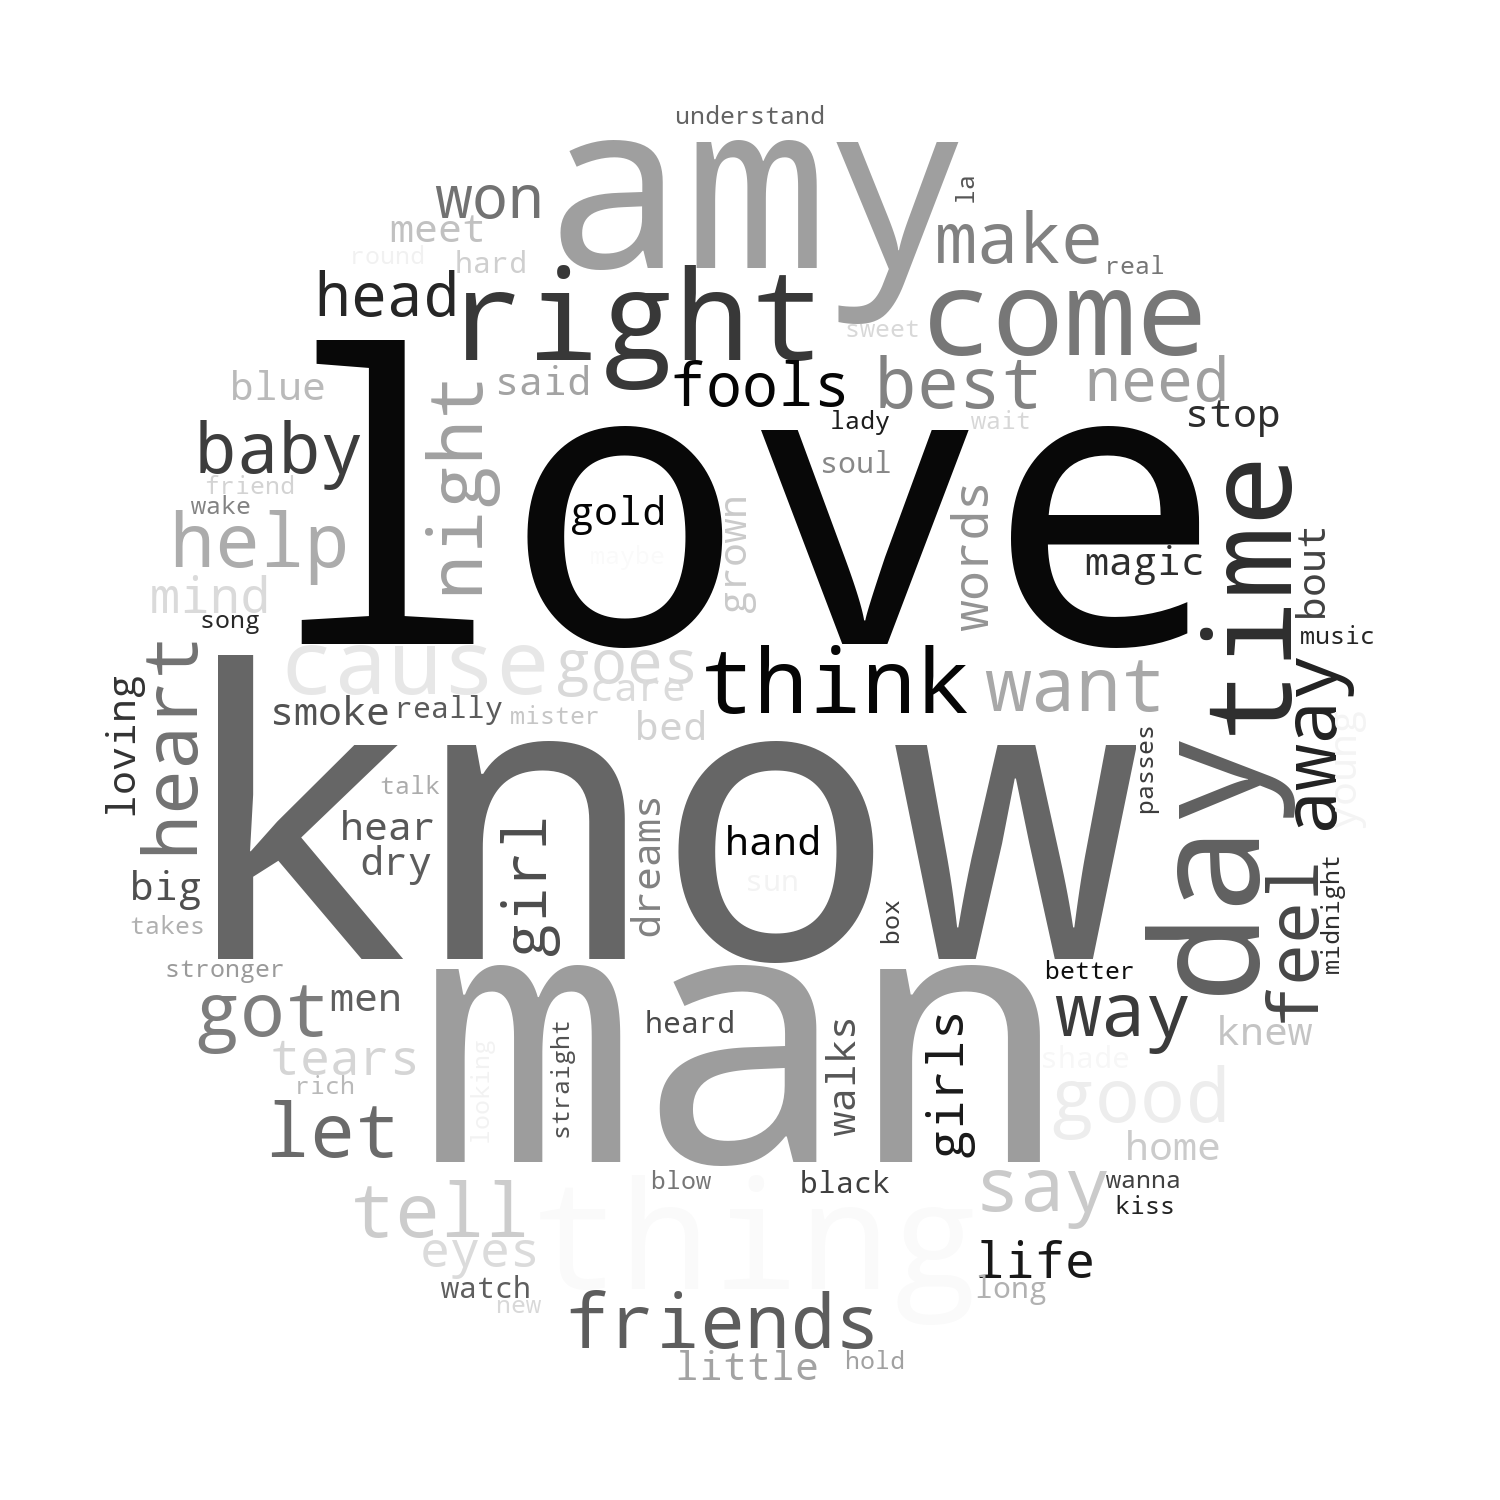 understand
amy
la
won
make
meet
round
hard
real
head
right
come
sweet
blue
said
fools
best
need
night
lady
wait
stop
baby
love
soul
friend
wake
gold
grown
words
time
help
maybe
magic
bout
mind
song
music
heart
cause
goes
think
want
away
loving
care
smoke
really
mister
bed
young
know
day
passes
talk
hear
girl
dreams
hand
dry
sun
feel
midnight
big
takes
box
stronger
man
better
got
men
way
heard
walks
girls
knew
straight
looking
tears
shade
rich
good
let
home
blow
black
thing
say
wanna
kiss
tell
eyes
life
watch
long
new
friends
little
hold